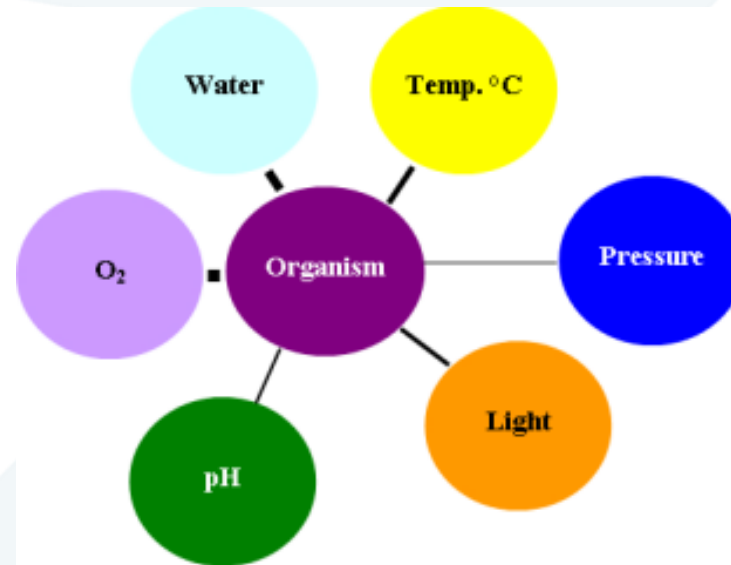 Water
Temp. °C
O₂
Organism
Pressure
Light
pH